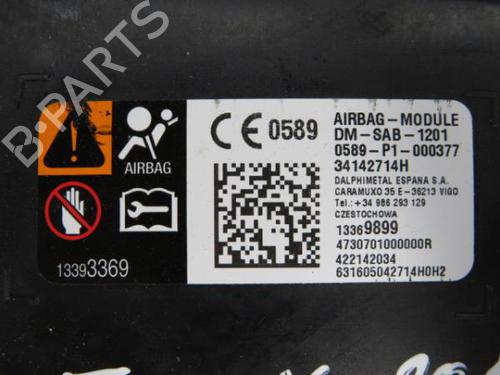 B-PARTS
AIRBAG
13393369
CE 0589
AIRBAG-MODULE
DM-SAB-1201
0589-P1-000377
34142714H
DALPHIMETAL ESPANA S.A.
CARAMUXO 35 E-36213 VIGO
Tel.: +34 986 293 129
CZESTOCHOWA
13369899
4730701000000R
422142034
631605042714H0H2